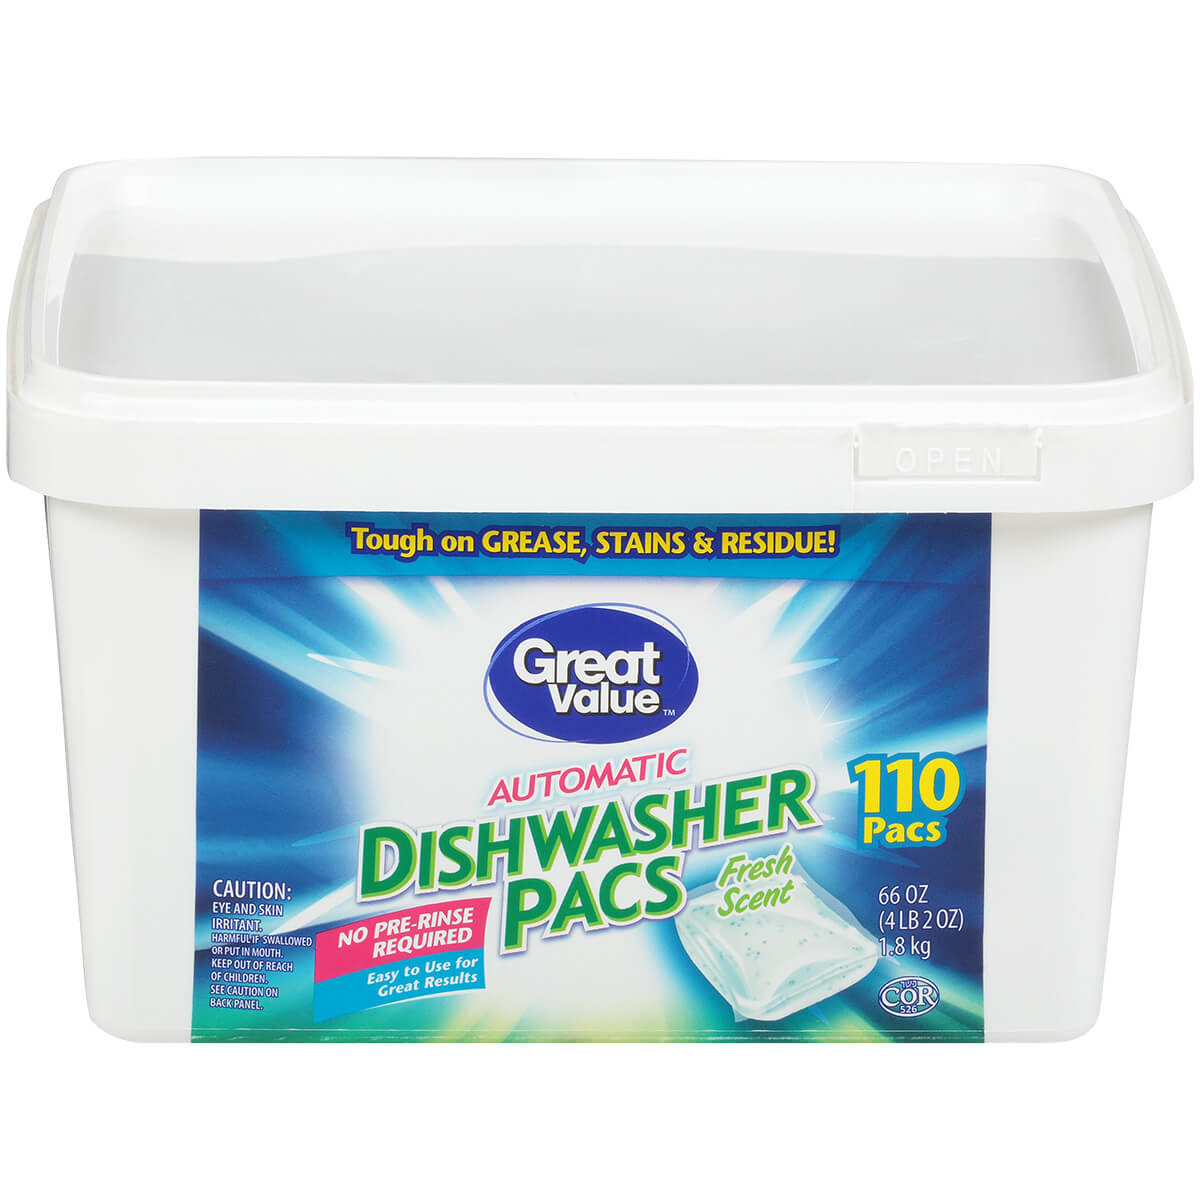 OPEN
Tough on GREASE, STAINS & RESIDUE!
Great
Value™
AUTOMATIC
DISHWASHER
PACS
110
Pacs
Fresh
Scent
NO PRE-RINSE
REQUIRED
Easy to Use for
Great Results
CAUTION:
EYE AND SKIN
IRRITANT.
HARMFUL IF SWALLOWED
OR PUT IN MOUTH.
KEEP OUT OF REACH
OF CHILDREN.
SEE CAUTION ON
BACK PANEL.
66 OZ
(4 LB 2 OZ)
1.8 kg
כשר
COR
526